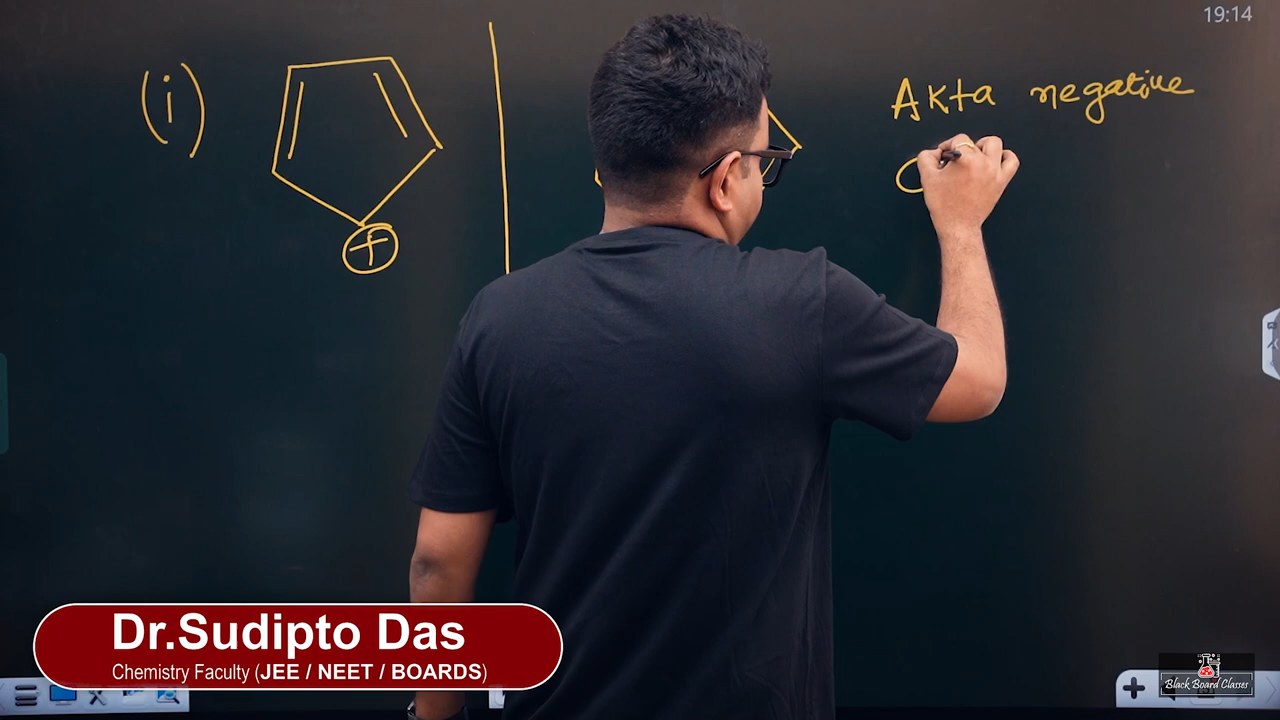 19:14
(i)
+
Akta negative
Dr.Sudipto Das
Chemistry Faculty (JEE / NEET / BOARDS)
Black Board Classes